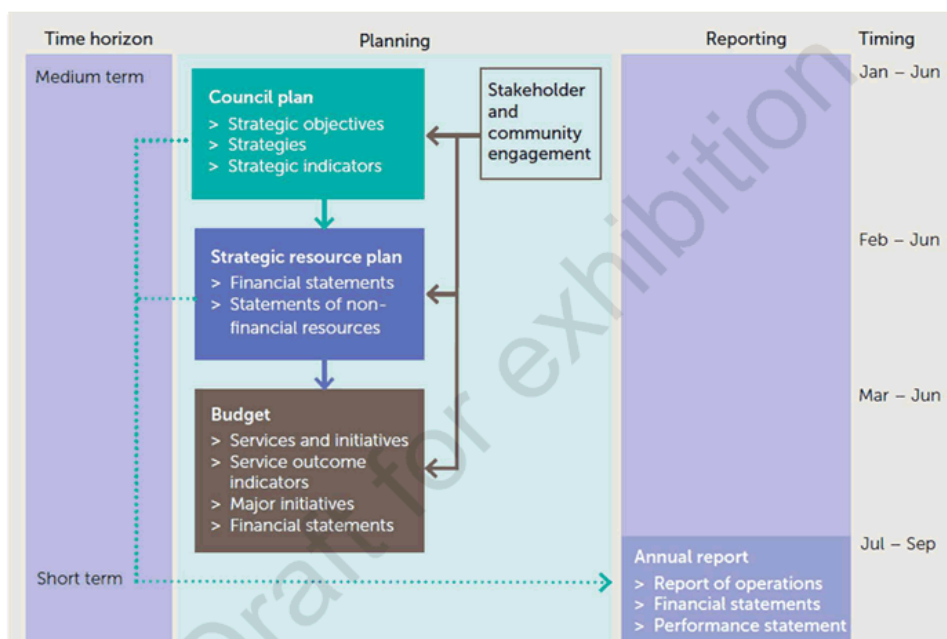 Time horizon
Planning
Reporting
Timing
Medium term
Jan – Jun
Council plan
> Strategic objectives
> Strategies
> Strategic indicators
Stakeholder
and
community
engagement
Feb – Jun
Strategic resource plan
> Financial statements
> Statements of non-
financial resources
Mar – Jun
Budget
> Services and initiatives
> Service outcome
indicators
> Major initiatives
> Financial statements
Jul – Sep
Short term
Annual report
> Report of operations
> Financial statements
> Performance statement
Draft for exhibition